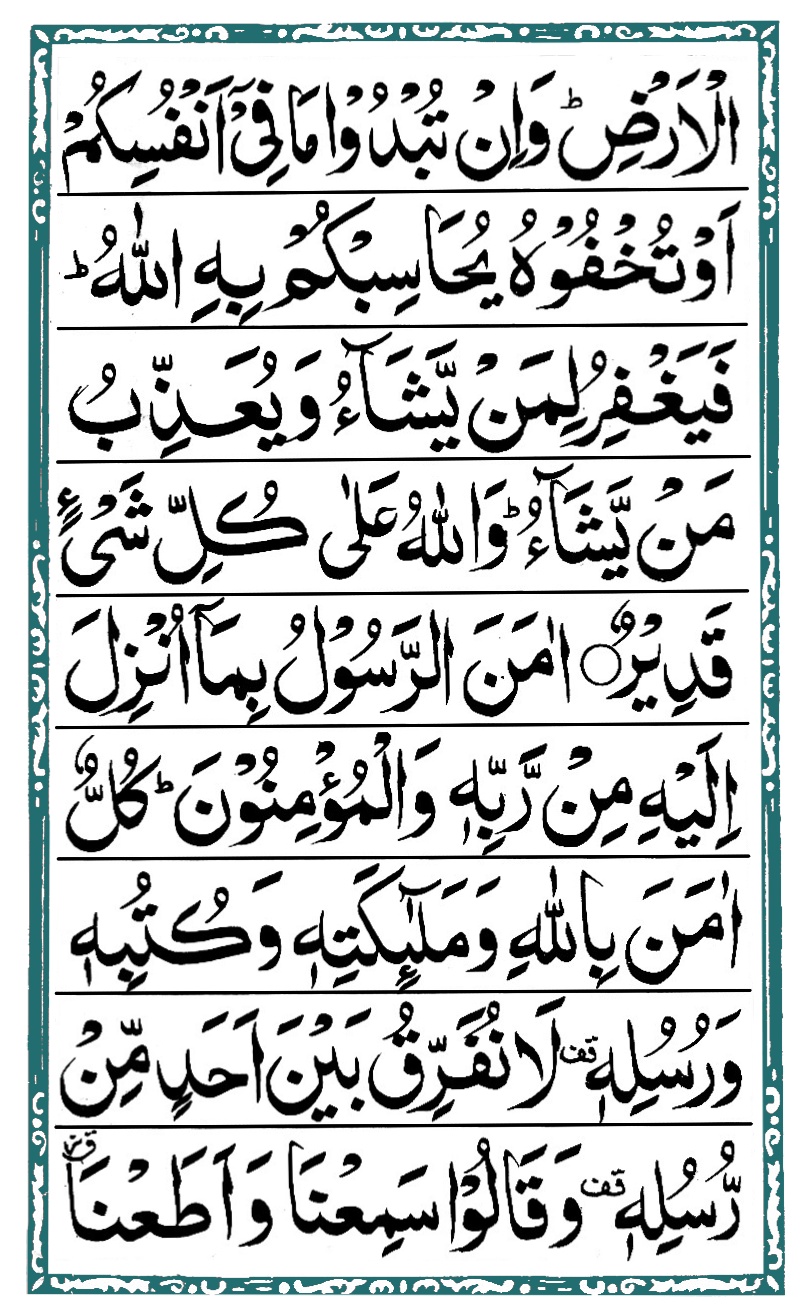 الْاَرْضِ ؕ وَاِنْ تُبْدُوْا مَا فِیْۤ اَنْفُسِكُمْ
اَوْ تُخْفُوْهُ یُحَاسِبْكُمْ بِهِ اللّٰهُ ؕ
فَیَغْفِرُ لِمَنْ یَّشَآءُ وَیُعَذِّبُ
مَنْ یَّشَآءُ ؕ وَاللّٰهُ عَلٰی كُلِّ شَیْءٍ
قَدِیْرٌ ۝ اٰمَنَ الرَّسُوْلُ بِمَاۤ اُنْزِلَ
اِلَیْهِ مِنْ رَّبِّهٖ وَالْمُؤْمِنُوْنَ ؕ كُلٌّ
اٰمَنَ بِاللّٰهِ وَمَلٰٓىِٕكَتِهٖ وَكُتُبِهٖ
وَرُسُلِهٖ قف لَا نُفَرِّقُ بَیْنَ اَحَدٍ مِّنْ
رُّسُلِهٖ قف وَقَالُوْا سَمِعْنَا وَاَطَعْنَا